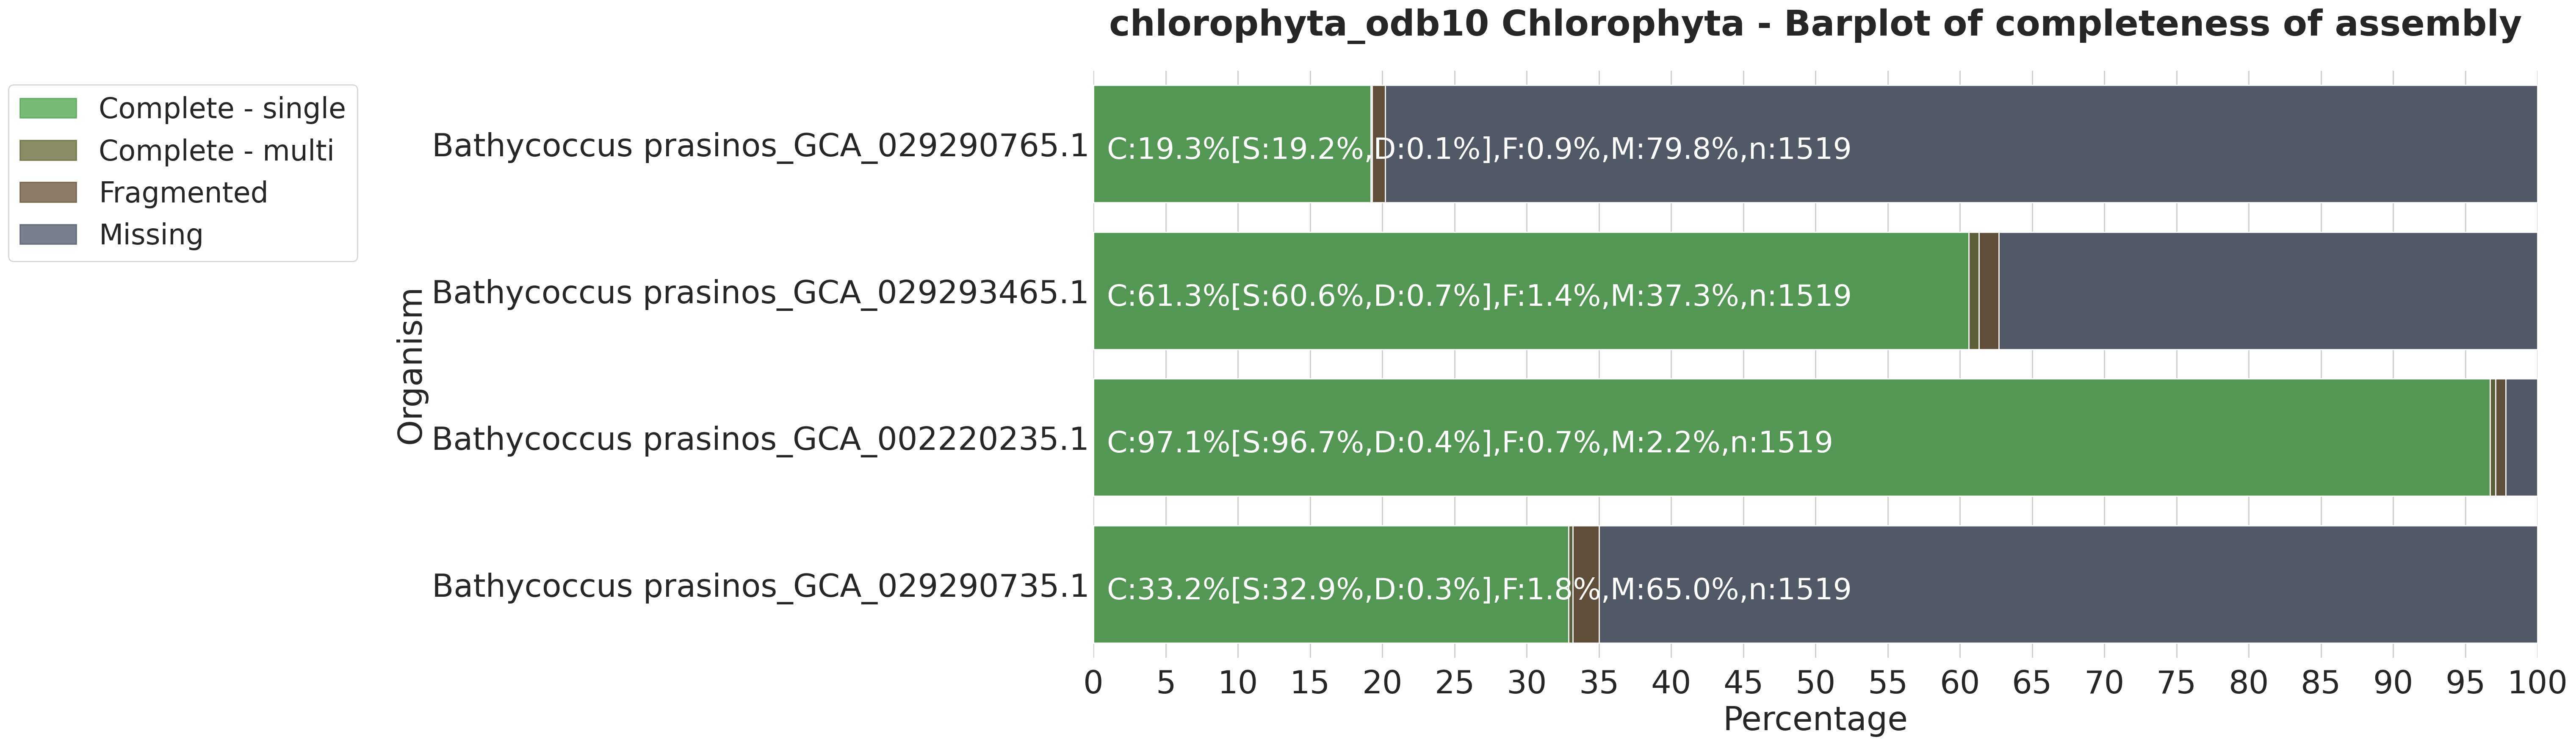 chlorophyta_odb10 Chlorophyta - Barplot of completeness of assembly
Complete - single
Complete - multi
Fragmented
Missing
Organism
Bathycoccus prasinos_GCA_029290765.1
C:19.3%[S:19.2%,D:0.1%],F:0.9%,M:79.8%,n:1519
Bathycoccus prasinos_GCA_029293465.1
C:61.3%[S:60.6%,D:0.7%],F:1.4%,M:37.3%,n:1519
Bathycoccus prasinos_GCA_002220235.1
C:97.1%[S:96.7%,D:0.4%],F:0.7%,M:2.2%,n:1519
Bathycoccus prasinos_GCA_029290735.1
C:33.2%[S:32.9%,D:0.3%],F:1.8%,M:65.0%,n:1519
0 5 10 15 20 25 30 35 40 45 50 55 60 65 70 75 80 85 90 95 100
Percentage